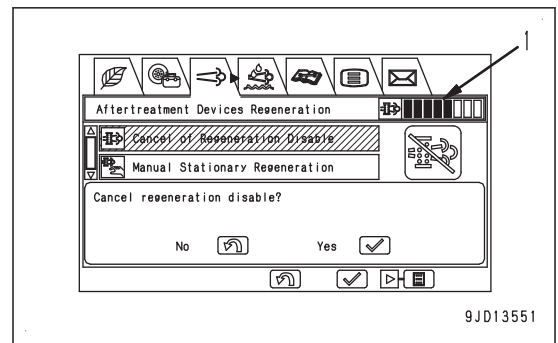 1
Aftertreatment Devices Regeneration
Cancel of Regeneration Disable
Manual Stationary Regeneration
Cancel regeneration disable?
No Yes
9JD13551